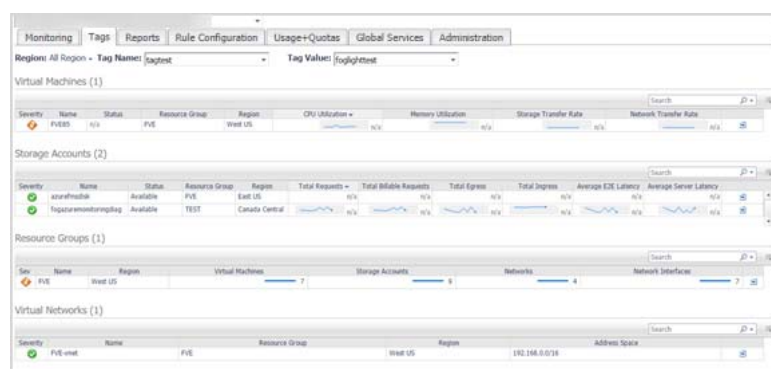 Monitoring Tags Reports Rule Configuration Usage+Quotas Global Services Administration
Region: All Region Tag Name: tagtest Tag Value: foglighttest
Virtual Machines (1)
Search
Severity Name Status Resource Group Region CPU Utilization Memory Utilization Storage Transfer Rate Network Transfer Rate
FVE85 n/a FVE West US n/a n/a n/a n/a
Storage Accounts (2)
Search
Severity Name Status Resource Group Region Total Requests Total Billable Requests Total Egress Total Ingress Average E2E Latency Average Server Latency
azurefmsdisk Available FVE East US n/a n/a n/a n/a n/a n/a
fogazuremonitoringdiag Available TEST Canada Central n/a n/a n/a n/a n/a n/a
Resource Groups (1)
Search
Sev Name Region Virtual Machines Storage Accounts Networks Network Interfaces
FVE West US 7 9 4 7
Virtual Networks (1)
Search
Severity Name Resource Group Region Address Space
FVE-vnet FVE West US 192.168.0.0/16